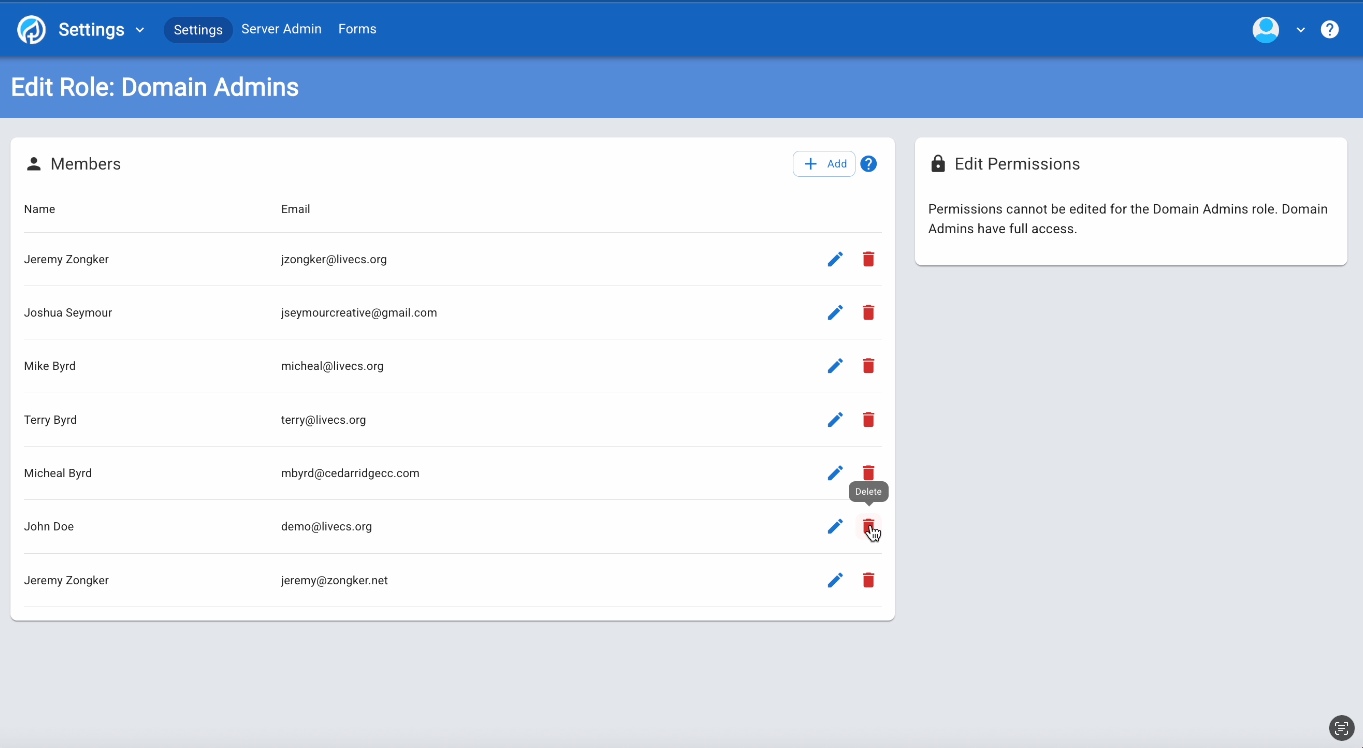 Settings
Settings Server Admin Forms
Edit Role: Domain Admins
Members
Add
Name Email
Jeremy Zongker jzongker@livecs.org
Joshua Seymour jseymourcreative@gmail.com
Mike Byrd micheal@livecs.org
Terry Byrd terry@livecs.org
Micheal Byrd mbyrd@cedarridgecc.com
Delete
John Doe demo@livecs.org
Jeremy Zongker jeremy@zongker.net
Edit Permissions
Permissions cannot be edited for the Domain Admins role. Domain
Admins have full access.